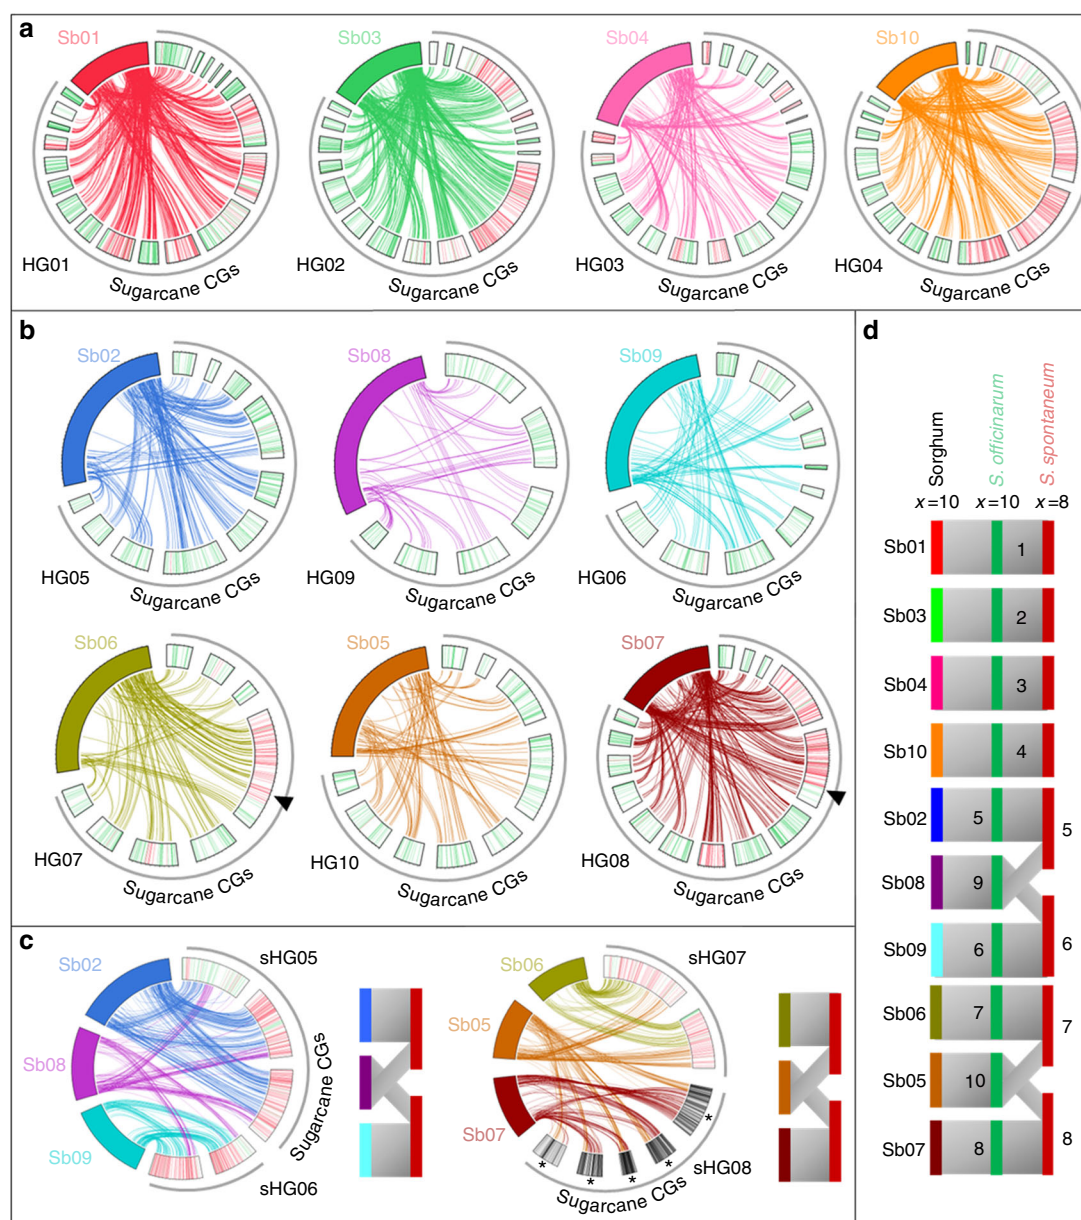 a
Sb01
Sb03
Sb04
Sb10
HG01
HG02
HG03
HG04
Sugarcane CGs
Sugarcane CGs
Sugarcane CGs
Sugarcane CGs
b
Sb02
Sb08
Sb09
HG05
HG09
HG06
Sugarcane CGs
Sugarcane CGs
Sugarcane CGs
Sb06
Sb05
Sb07
HG07
HG10
HG08
Sugarcane CGs
Sugarcane CGs
Sugarcane CGs
c
Sb02
Sb08
Sb09
sHG05
Sugarcane CGs
sHG06
Sb06
Sb05
Sb07
sHG07
*
*
*
*
*
sHG08
Sugarcane CGs
d
Sorghum
S. officinarum
S. spontaneum
x=10
x=10
x=8
Sb01
1
Sb03
2
Sb04
3
Sb10
4
Sb02
5
5
Sb08
9
Sb09
6
6
Sb06
7
7
Sb05
10
Sb07
8
8